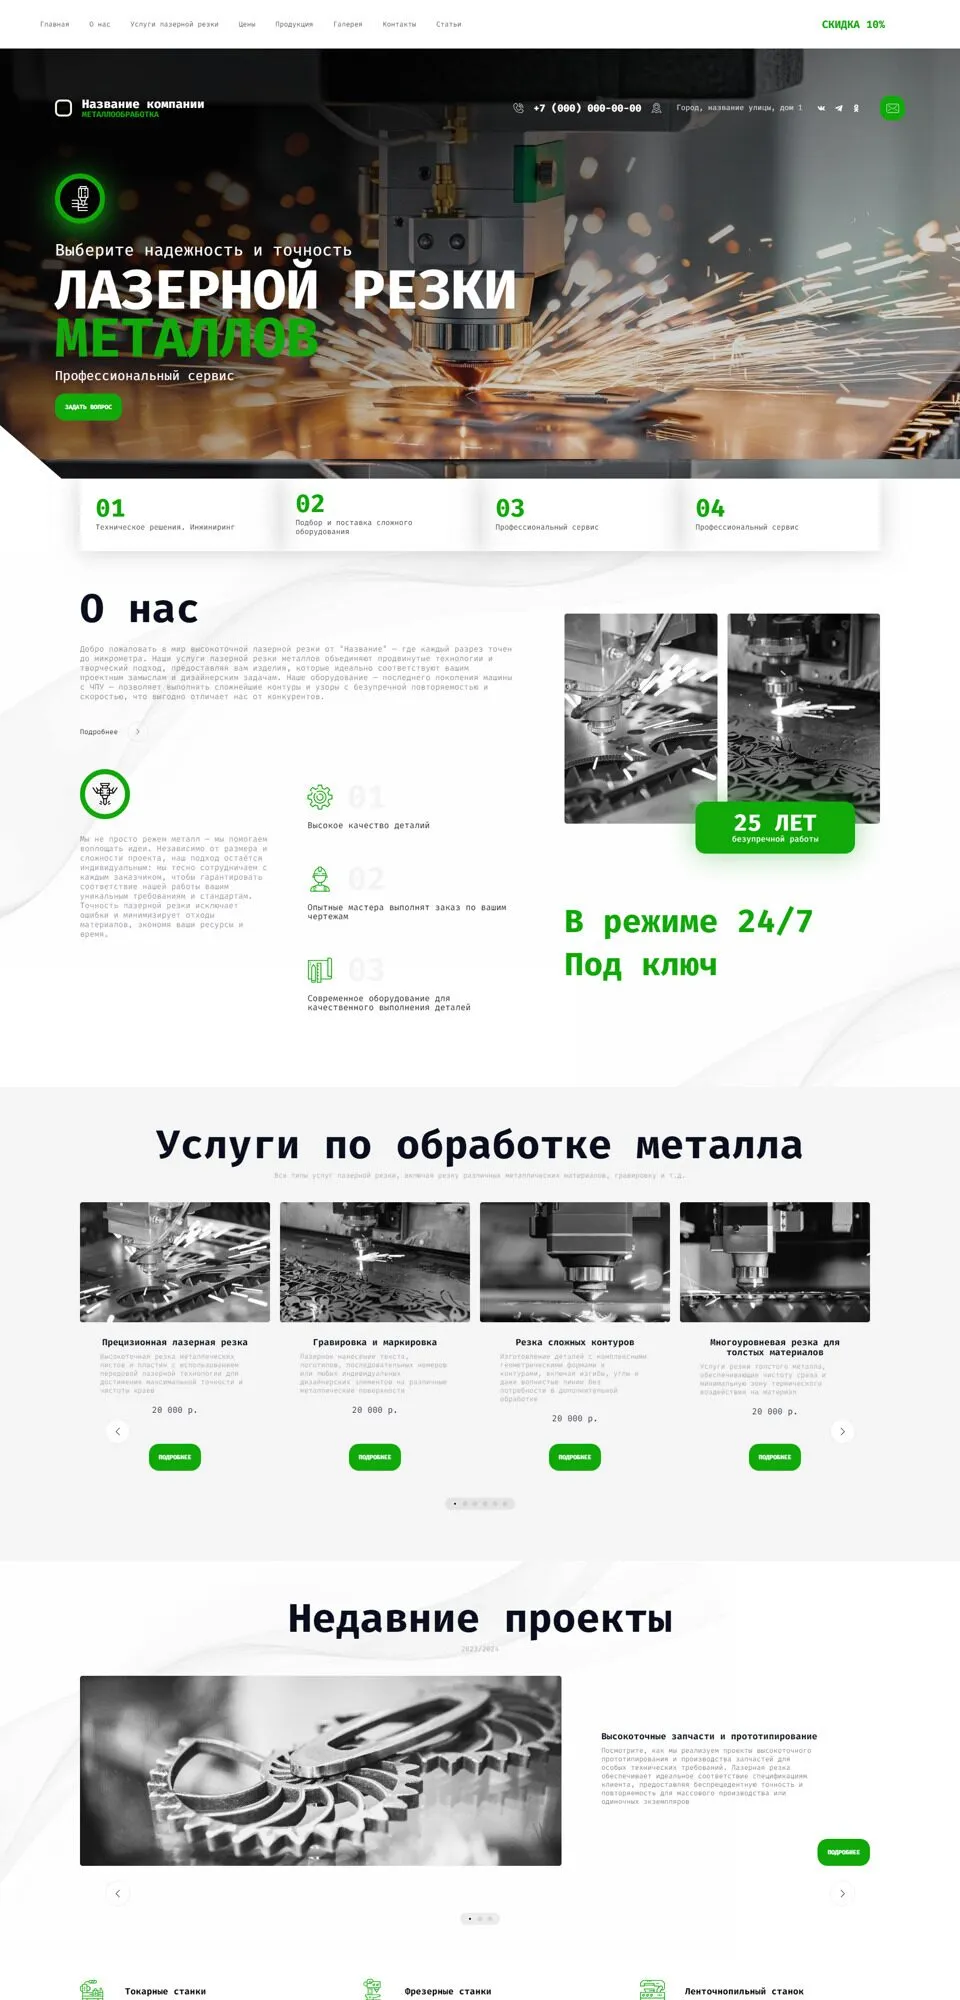 Главная О нас Услуги лазерной резки Цены Продукция Галерея Контакты Статьи СКИДКА 10%
Название компании
МЕТАЛЛООБРАБОТКА
+7 (000) 000-00-00 Город, название улицы, дом 1
Выберите надежность и точность
ЛАЗЕРНОЙ РЕЗКИ
МЕТАЛЛОВ
Профессиональный сервис
ЗАДАТЬ ВОПРОС
01
Техническое решения. Инжиниринг
02
Подбор и поставка сложного
оборудования
03
Профессиональный сервис
04
Профессиональный сервис
О нас
Добро пожаловать в мир высокоточной лазерной резки от "Название" – где каждый разрез точен
до микрометра. Наши услуги лазерной резки металлов объединяют продвинутые технологии и
творческий подход, предоставляя вам изделия, которые идеально соответствуют вашим
проектным замыслам и дизайнерским задачам. Наше оборудование – последнего поколения машины
с ЧПУ – позволяет выполнять сложнейшие контуры и узоры с безупречной повторяемостью и
скоростью, что выгодно отличает нас от конкурентов.
Подробнее
Мы не просто режем металл – мы помогаем
воплощать идеи. Независимо от размера и
сложности проекта, наш подход остаётся
индивидуальным: мы тесно сотрудничаем с
каждым заказчиком, чтобы гарантировать
соответствие нашей работы вашим
уникальным требованиям и стандартам.
Точность лазерной резки исключает
ошибки и минимизирует отходы
материалов, экономя ваши ресурсы и
время.
01
Высокое качество деталий
02
Опытные мастера выполнят заказ по вашим
чертежам
03
Современное оборудование для
качественного выполнения деталей
25 ЛЕТ
безупречной работы
В режиме 24/7
Под ключ
Услуги по обработке металла
Все типы услуг лазерной резки, включая резку различных металлических материалов, гравировку и т.д.
Прецизионная лазерная резка
Высокоточная резка металлических
листов и пластин с использованием
передовой лазерной технологии для
достижения максимальной точности и
чистоты краев
20 000 р.
ПОДРОБНЕЕ
Гравировка и маркировка
Лазерное нанесение текста,
логотипов, последовательных номеров
или любых индивидуальных
дизайнерских элементов на различные
металлические поверхности
20 000 р.
ПОДРОБНЕЕ
Резка сложных контуров
Изготовление деталей с комплексными
геометрическими формами и
контурами, включая изгибы, углы и
даже волнистые линии без
потребности в дополнительной
обработке
20 000 р.
ПОДРОБНЕЕ
Многоуровневая резка для
толстых материалов
Услуги резки толстого металла,
обеспечивающие чистоту среза и
минимальную зону термического
воздействия на материал
20 000 р.
ПОДРОБНЕЕ
Недавние проекты
2023/2024
Высокоточные запчасти и прототипирование
Посмотрите, как мы реализуем проекты высокоточного
прототипирования и производства запчастей для
особых технических требований. Лазерная резка
обеспечивает идеальное соответствие спецификациям
клиента, предоставляя беспрецедентную точность и
повторяемость для массового производства или
одиночных экземпляров
ПОДРОБНЕЕ
Токарные станки Фрезерные станки Ленточнопильный станок